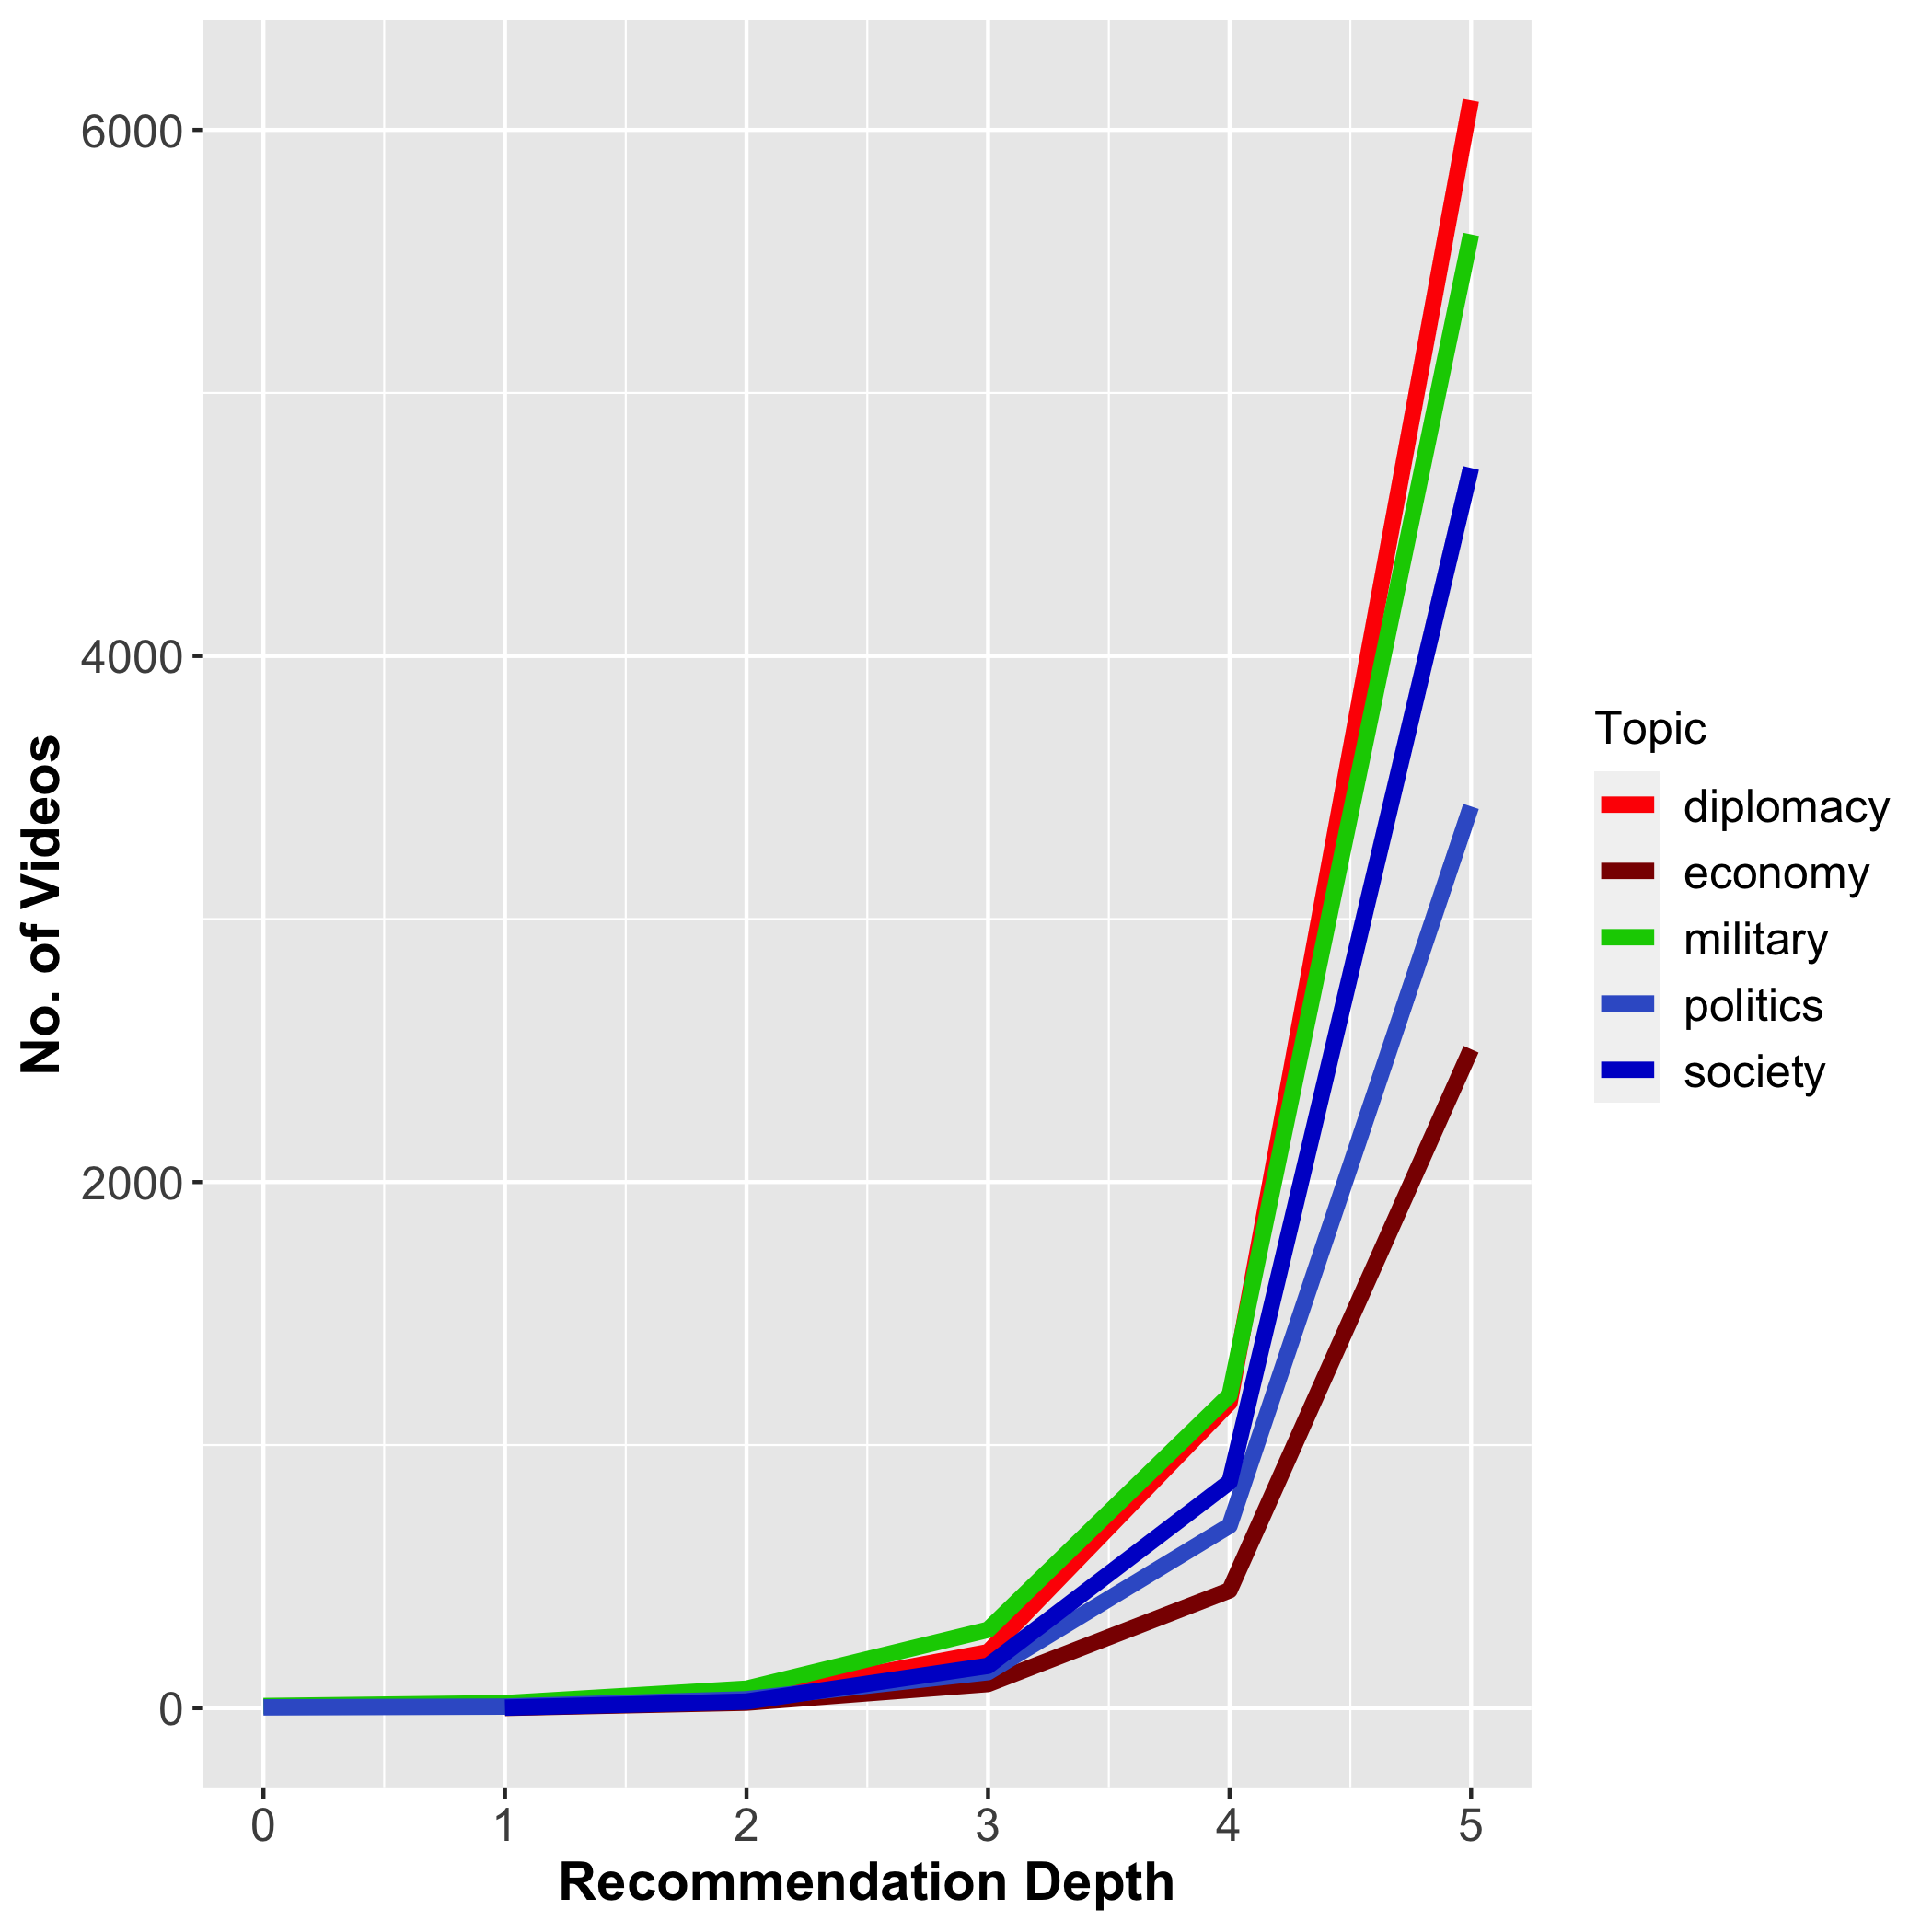 No. of Videos
6000
4000
2000
0
0 1 2 3 4 5
Recommendation Depth
Topic
diplomacy
economy
military
politics
society